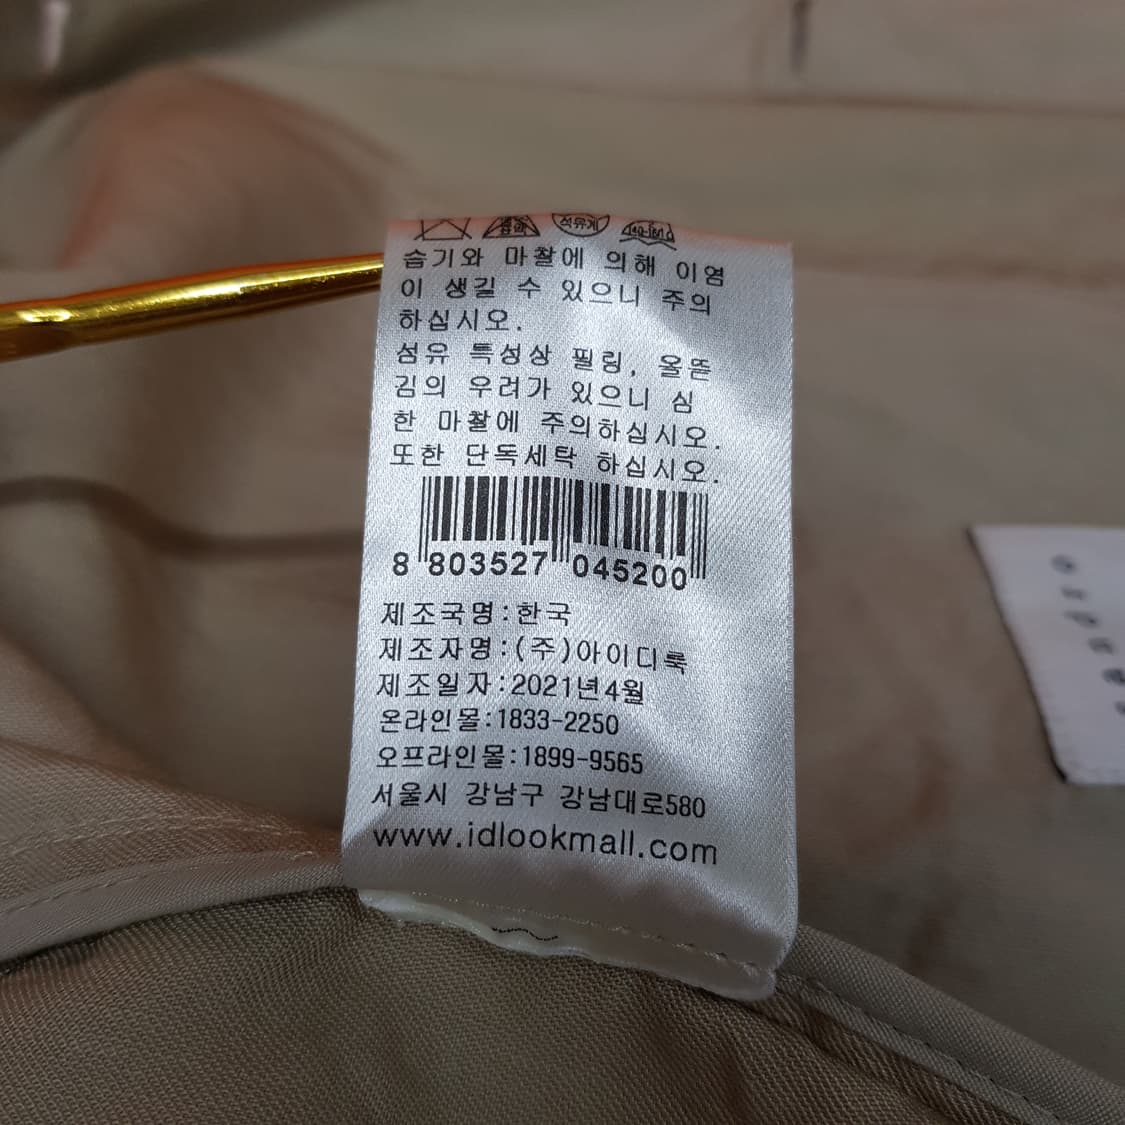 석유계
140~160℃
습기와 마찰에 의해 이염
이 생길 수 있으니 주의
하십시오.
섬유 특성상 필링, 올뜯
김의 우려가 있으니 심
한 마찰에 주의하십시오.
또한 단독세탁 하십시오.
8 803527 045200
제조국명:한국
제조자명:(주)아이디룩
제조일자:2021년4월
온라인몰:1833-2250
오프라인몰:1899-9565
서울시 강남구 강남대로580
www.idlookmall.com
sandro